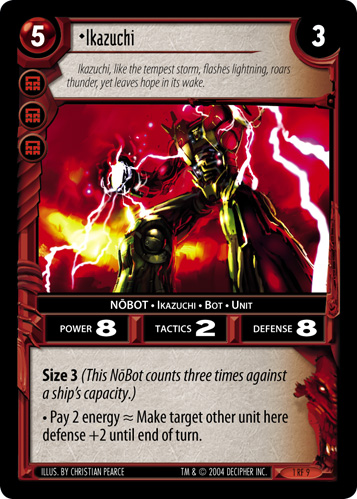 5 •Ikazuchi 3
Ikazuchi, like the tempest storm, flashes lightning, roars
thunder, yet leaves hope in its wake.
NŌBOT • Ikazuchi • Bot • Unit
POWER 8 TACTICS 2 DEFENSE 8
Size 3 (This NōBot counts three times against
a ship's capacity.)
• Pay 2 energy ≈ Make target other unit here
defense +2 until end of turn.
ILLUS. BY CHRISTIAN PEARCE TM & © 2004 DECIPHER INC. 1 RF 9